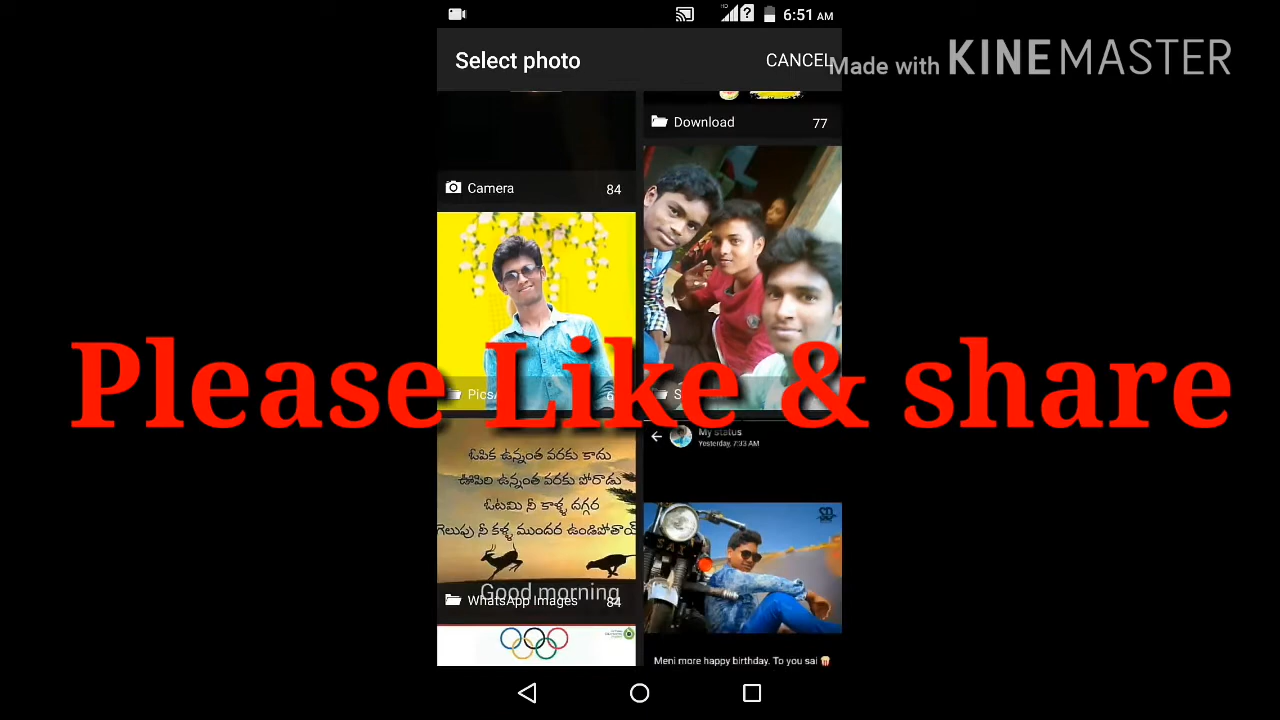 6:51 AM
Select photo
CANCEL
Made with KINEMASTER
Download 77
Camera 84
Please Like & share
My status
Yesterday, 7:33 AM
ఓపిక ఉన్నంత వరకు కాదు
ఊపిరి ఉన్నంత వరకు పోరాడు
ఓటమి నీ కాళ్ళ దగ్గర
గెలుపు నీ కళ్ళ ముందర ఉండిపోతాయ్
Good morning
WhatsApp Images 84
SAI
Meni more happy birthday. To you sai